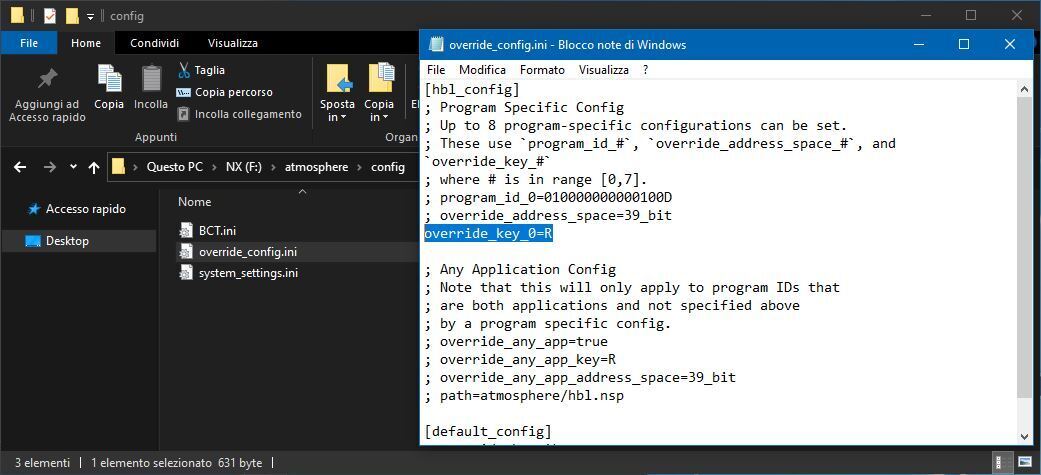 config
File
Home
Condividi
Visualizza
Aggiungi ad
Accesso rapido
Copia
Incolla
Taglia
Copia percorso
Incolla collegamento
Appunti
Sposta
in
Copia
in
Organ
Questo PC
NX (F:)
atmosphere
config
Accesso rapido
Desktop
Nome
BCT.ini
override_config.ini
system_settings.ini
3 elementi
1 elemento selezionato 631 byte
override_config.ini - Blocco note di Windows
File Modifica Formato Visualizza ?
[hbl_config]
; Program Specific Config
; Up to 8 program-specific configurations can be set.
; These use `program_id_#`, `override_address_space_#`, and
`override_key_#`
; where # is in range [0,7].
; program_id_0=010000000000100D
; override_address_space=39_bit
override_key_0=R
; Any Application Config
; Note that this will only apply to program IDs that
; are both applications and not specified above
; by a program specific config.
; override_any_app=true
; override_any_app_key=R
; override_any_app_address_space=39_bit
; path=atmosphere/hbl.nsp
[default_config]